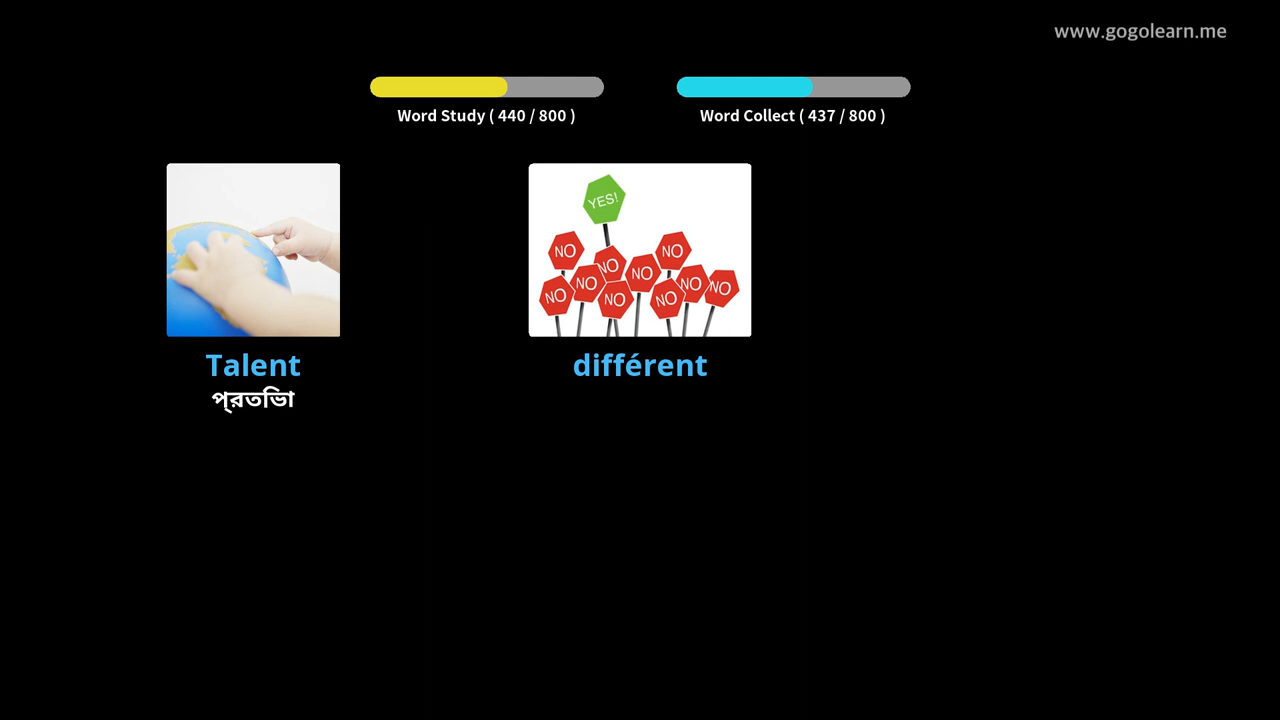 www.gogolearn.me
Word Study ( 440 / 800 )
Word Collect ( 437 / 800 )
YES!
NO
NO
NO
NO
NO
NO
NO
NO
NO
NO
Talent
প্রতিভা
différent